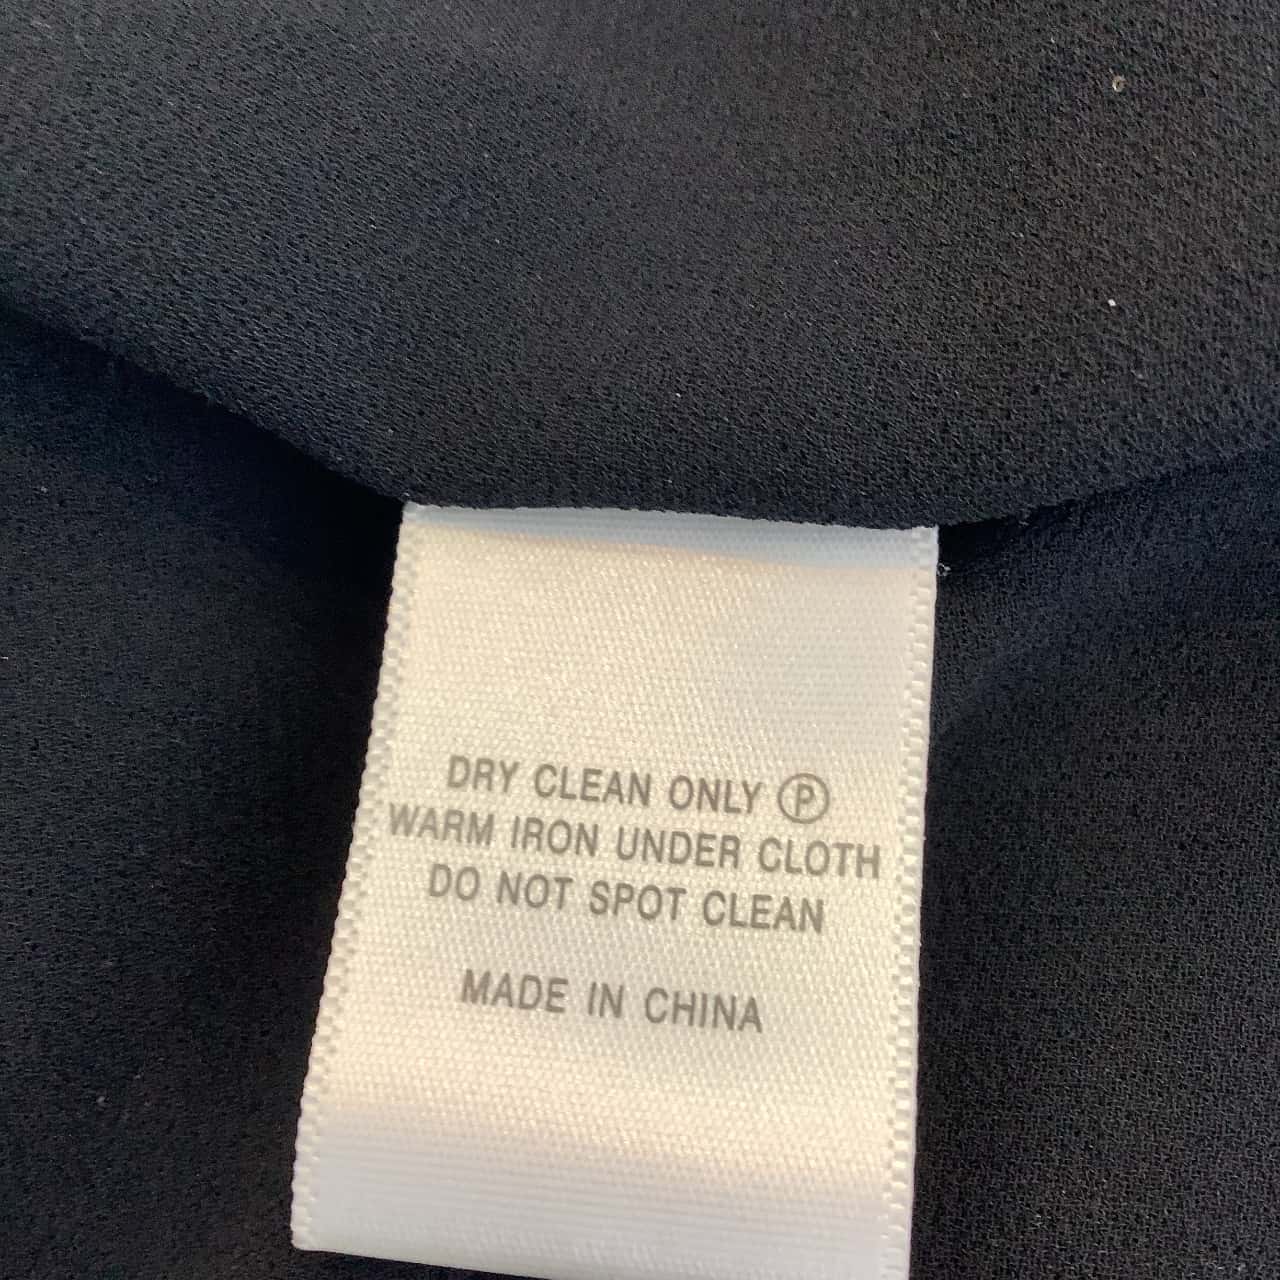 DRY CLEAN ONLY Ⓟ
WARM IRON UNDER CLOTH
DO NOT SPOT CLEAN
MADE IN CHINA